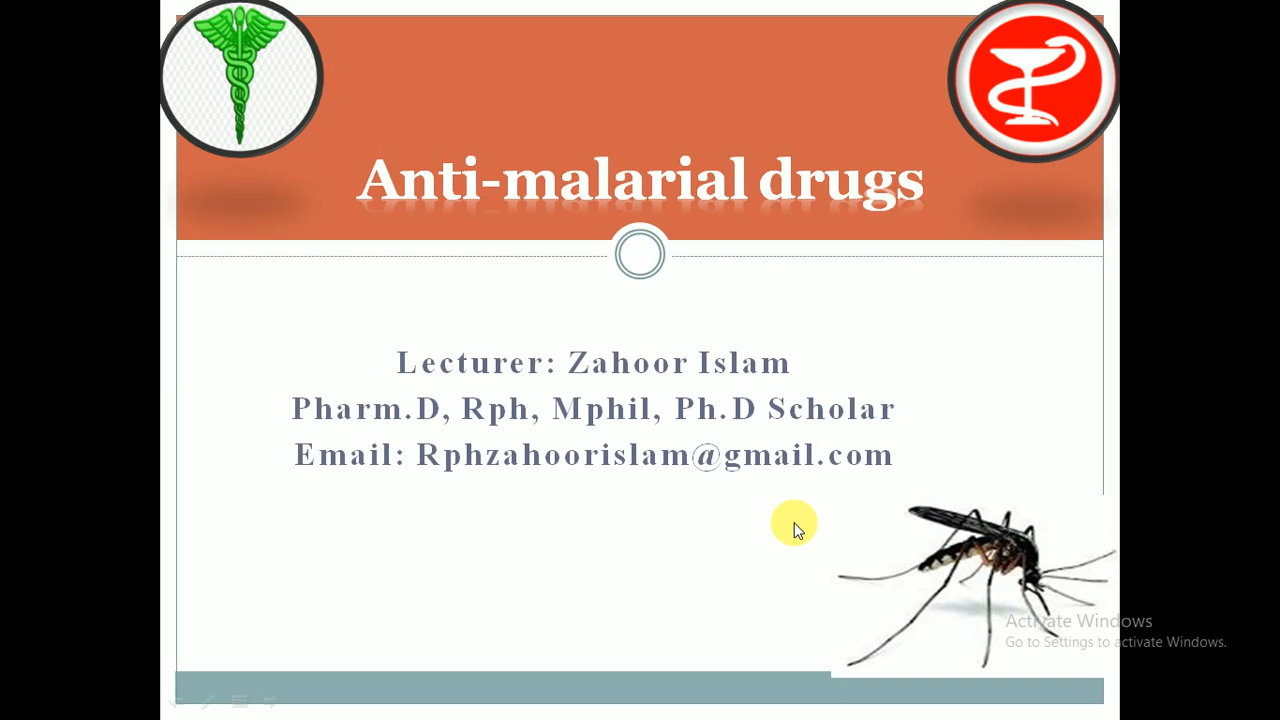 Anti-malarial drugs
Lecturer: Zahoor Islam
Pharm.D, Rph, Mphil, Ph.D Scholar
Email: Rphzahoorislam@gmail.com
Activate Windows
Go to Settings to activate Windows.